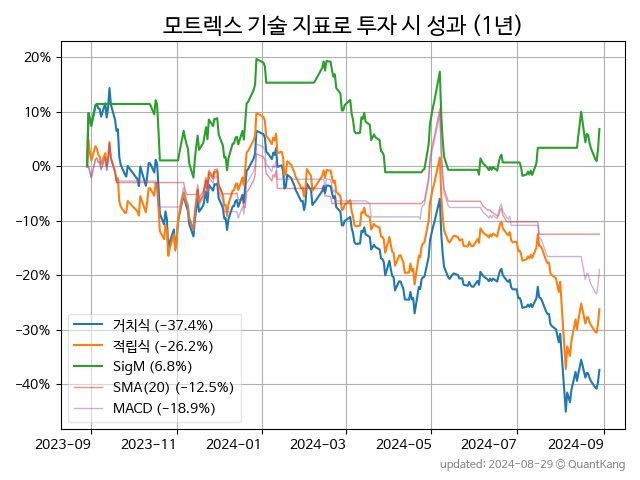 모트렉스 기술 지표로 투자 시 성과 (1년)
20%
10%
0%
−10%
−20%
−30%
−40%
거치식 (−37.4%)
적립식 (−26.2%)
SigM (6.8%)
SMA(20) (−12.5%)
MACD (−18.9%)
2023-09 2023-11 2024-01 2024-03 2024-05 2024-07 2024-09
updated: 2024-08-29 © QuantKang